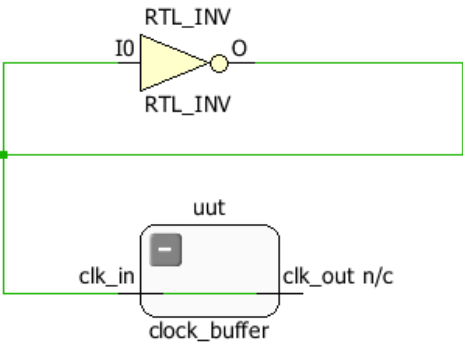 RTL_INV
I0
O
RTL_INV
uut
clk_in
clk_out n/c
clock_buffer